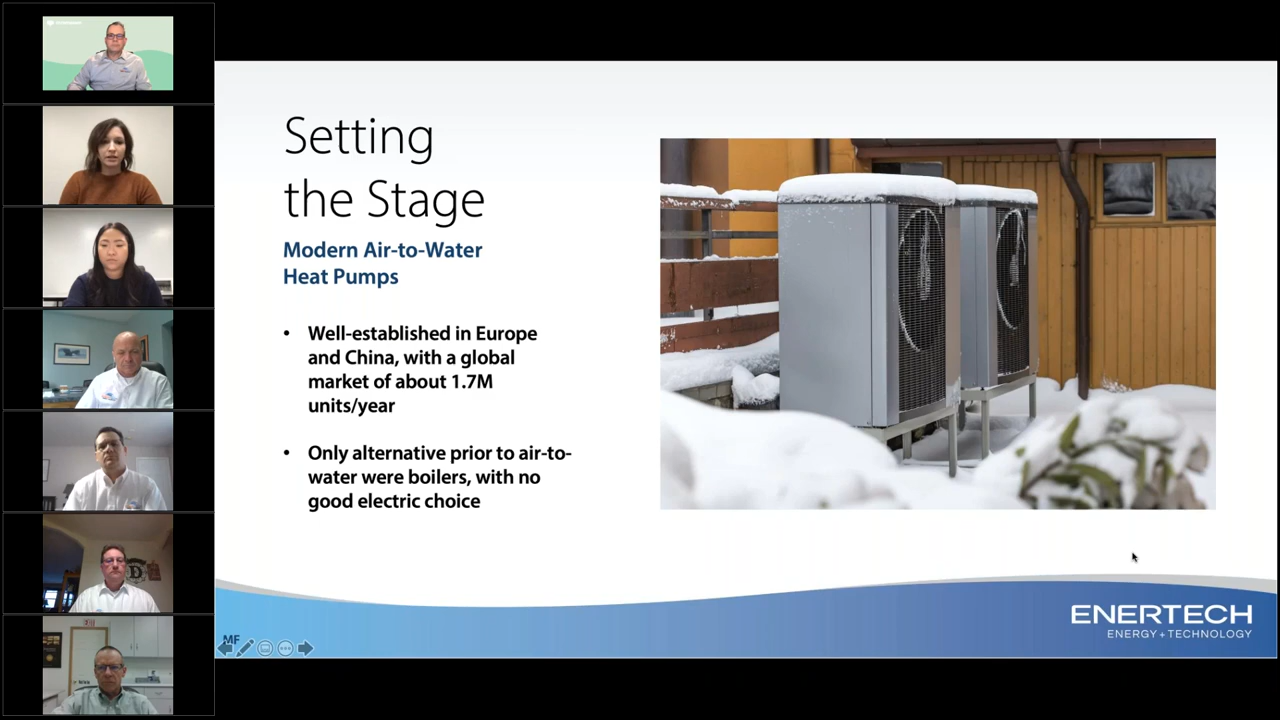 Setting
the Stage
Modern Air-to-Water
Heat Pumps
• Well-established in Europe
and China, with a global
market of about 1.7M
units/year
• Only alternative prior to air-to-
water were boilers, with no
good electric choice
MF
ENERTECH
ENERGY + TECHNOLOGY
EXIT
D